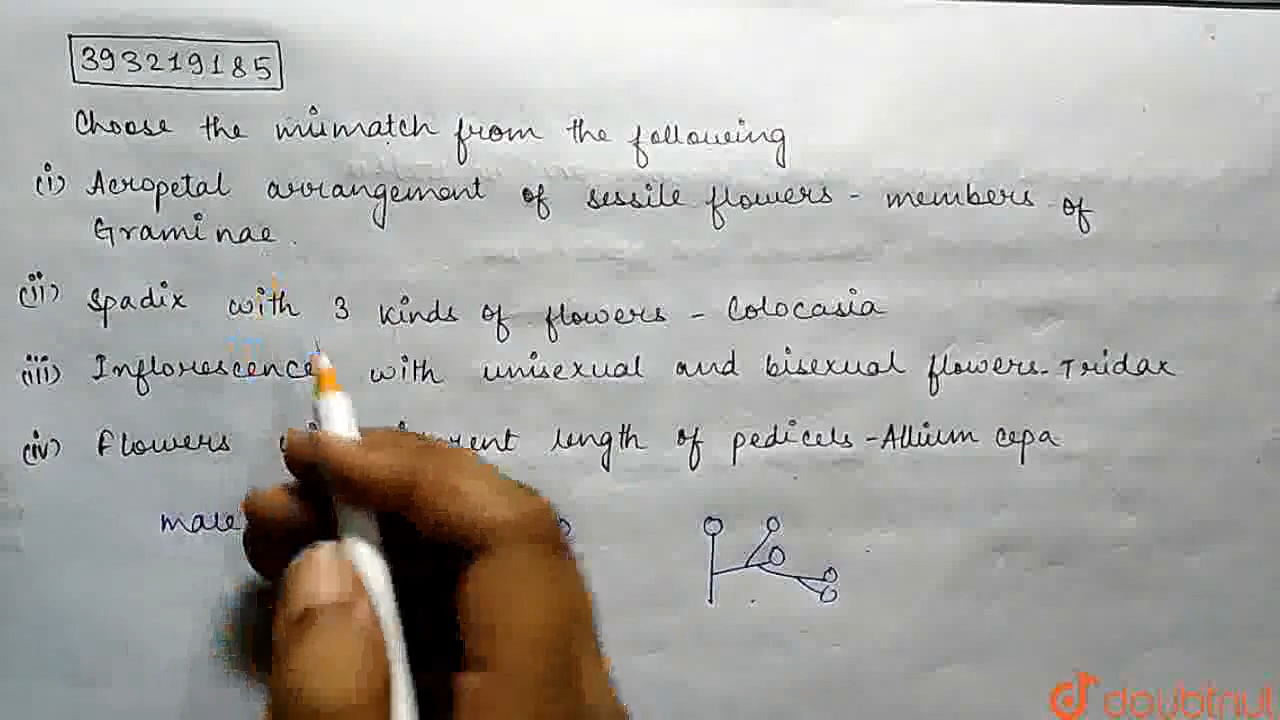 393219185
Choose the mismatch from the following
(i) Acropetal arrangement of sessile flowers - members of
Graminae.
(ii) Spadix with 3 kinds of flowers - Colocasia
(iii) Inflorescence with unisexual and bisexual flowers - Tridax
(iv) Flowers length of pedicels - Allium cepa
male
doubtnut